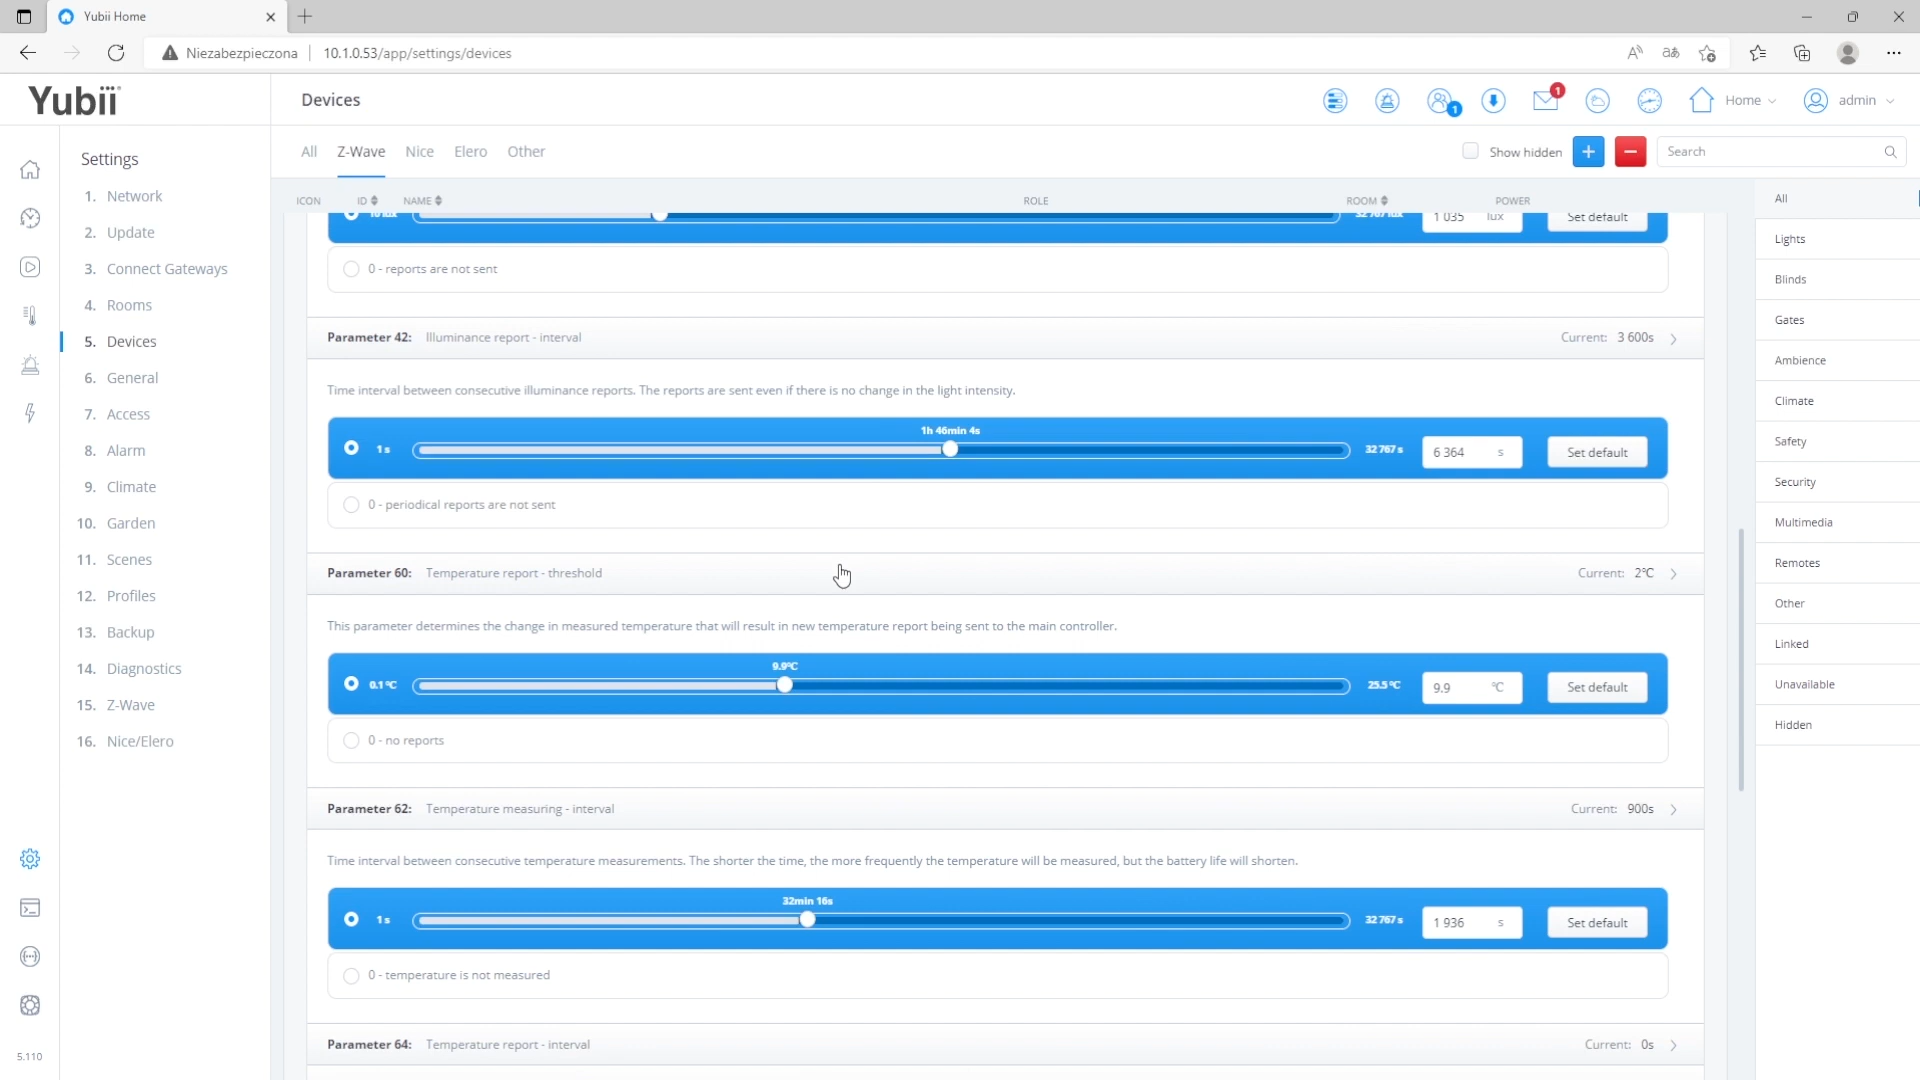 Yubii Home
Niezabezpieczona
10.1.0.53/app/settings/devices
Yubii
Devices
1
1
Home
admin
Settings
1. Network
2. Update
3. Connect Gateways
4. Rooms
5. Devices
6. General
7. Access
8. Alarm
9. Climate
10. Garden
11. Scenes
12. Profiles
13. Backup
14. Diagnostics
15. Z-Wave
16. Nice/Elero
5.110
All Z-Wave Nice Elero Other
Show hidden
Search
ICON ID NAME ROLE ROOM POWER
10 lux 32 767 lux 1 035 lux Set default
0 - reports are not sent
Parameter 42: Illuminance report - interval Current: 3 600s
Time interval between consecutive illuminance reports. The reports are sent even if there is no change in the light intensity.
1h 46min 4s
1 s 32 767 s 6 364 s Set default
0 - periodical reports are not sent
Parameter 60: Temperature report - threshold Current: 2°C
This parameter determines the change in measured temperature that will result in new temperature report being sent to the main controller.
9.9°C
0.1 °C 25.5 °C 9.9 °C Set default
0 - no reports
Parameter 62: Temperature measuring - interval Current: 900s
Time interval between consecutive temperature measurements. The shorter the time, the more frequently the temperature will be measured, but the battery life will shorten.
32min 16s
1 s 32 767 s 1 936 s Set default
0 - temperature is not measured
Parameter 64: Temperature report - interval Current: 0s
All
Lights
Blinds
Gates
Ambience
Climate
Safety
Security
Multimedia
Remotes
Other
Linked
Unavailable
Hidden